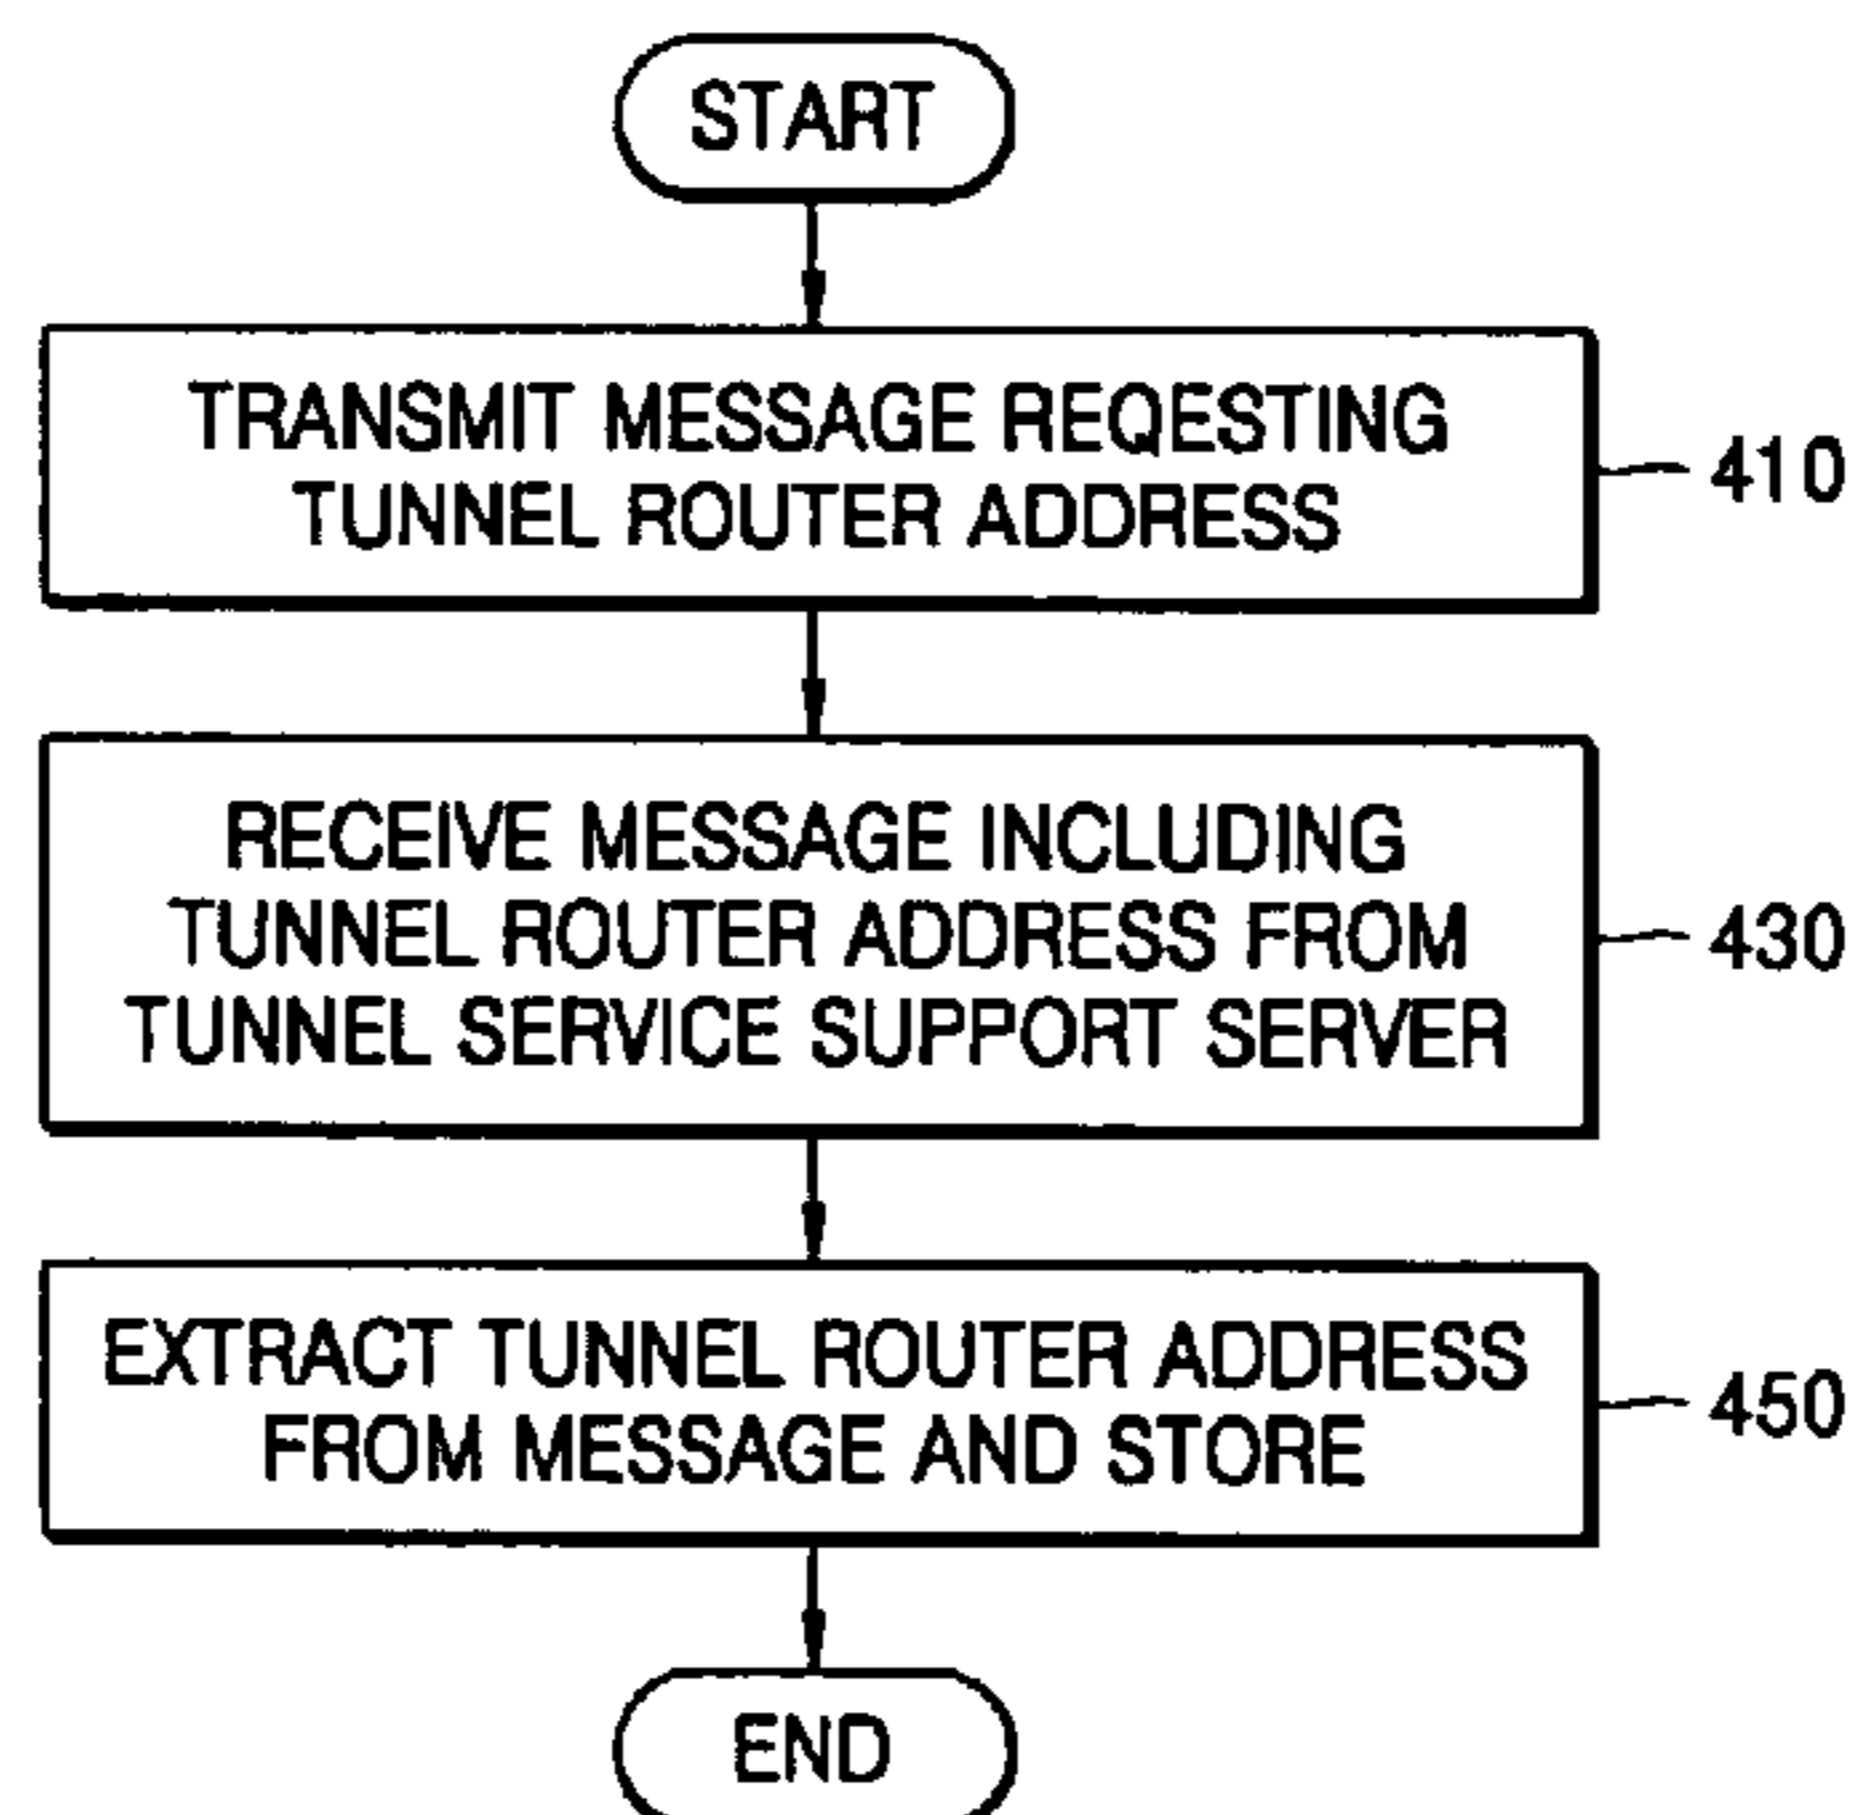 START
TRANSMIT MESSAGE REQESTING
TUNNEL ROUTER ADDRESS
410
RECEIVE MESSAGE INCLUDING
TUNNEL ROUTER ADDRESS FROM
TUNNEL SERVICE SUPPORT SERVER
430
EXTRACT TUNNEL ROUTER ADDRESS
FROM MESSAGE AND STORE
450
END